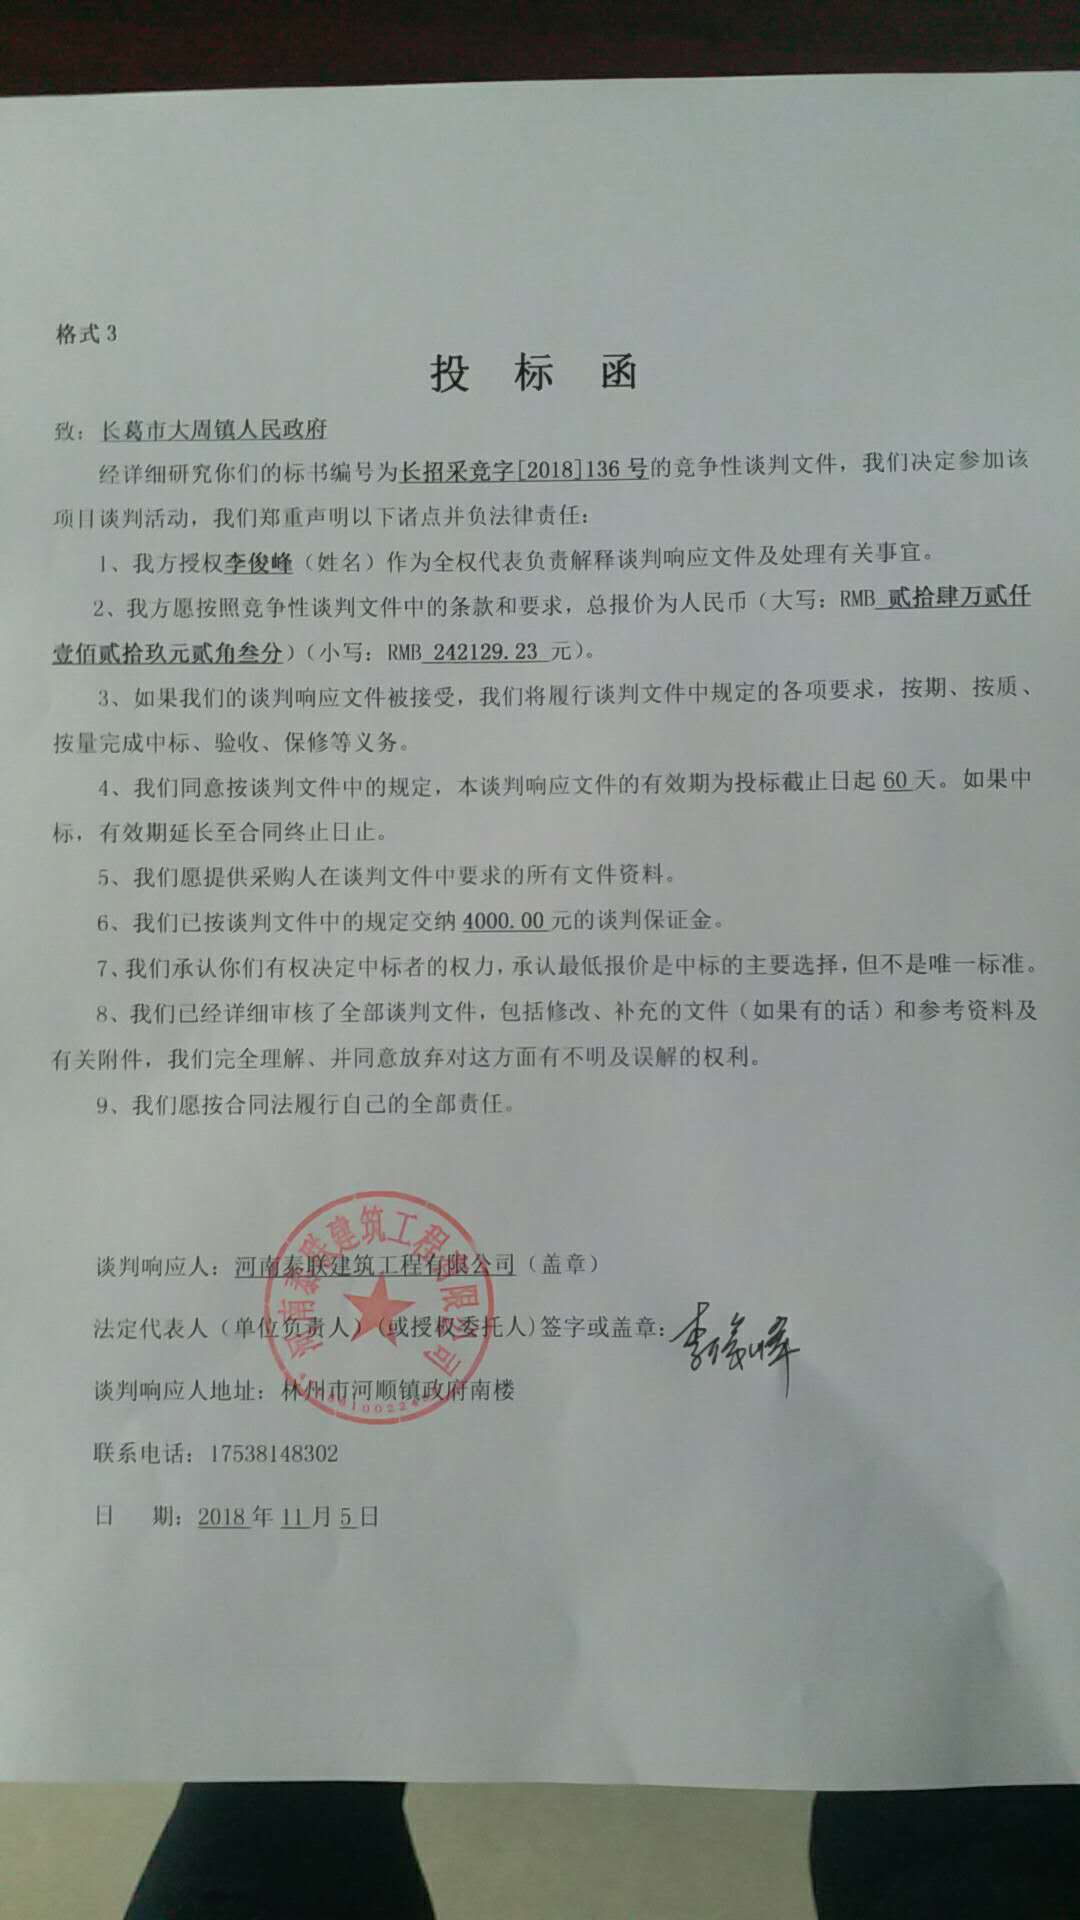 格式 3
投 标 函
致：长葛市大周镇人民政府
经详细研究你们的标书编号为长招采竞字[2018]136 号的竞争性谈判文件，我们决定参加该
项目谈判活动，我们郑重声明以下诸点并负法律责任：
1、我方授权李俊峰（姓名）作为全权代表负责解释谈判响应文件及处理有关事宜。
2、我方愿按照竞争性谈判文件中的条款和要求，总报价为人民币（大写：RMB 贰拾肆万贰仟
壹佰贰拾玖元贰角叁分）（小写：RMB 242129.23 元）。
3、如果我们的谈判响应文件被接受，我们将履行谈判文件中规定的各项要求，按期、按质、
按量完成中标、验收、保修等义务。
4、我们同意按谈判文件中的规定，本谈判响应文件的有效期为投标截止日起 60 天。如果中
标，有效期延长至合同终止日止。
5、我们愿提供采购人在谈判文件中要求的所有文件资料。
6、我们已按谈判文件中的规定交纳 4000.00 元的谈判保证金。
7、我们承认你们有权决定中标者的权力，承认最低报价是中标的主要选择，但不是唯一标准。
8、我们已经详细审核了全部谈判文件，包括修改、补充的文件（如果有的话）和参考资料及
有关附件，我们完全理解、并同意放弃对这方面有不明及误解的权利。
9、我们愿按合同法履行自己的全部责任。
河南泰联建筑工程有限公司
谈判响应人：河南泰联建筑工程有限公司（盖章）
法定代表人（单位负责人）(或授权委托人)签字或盖章：李俊峰
谈判响应人地址：林州市河顺镇政府南楼
联系电话：17538148302
日 期：2018 年 11 月 5 日